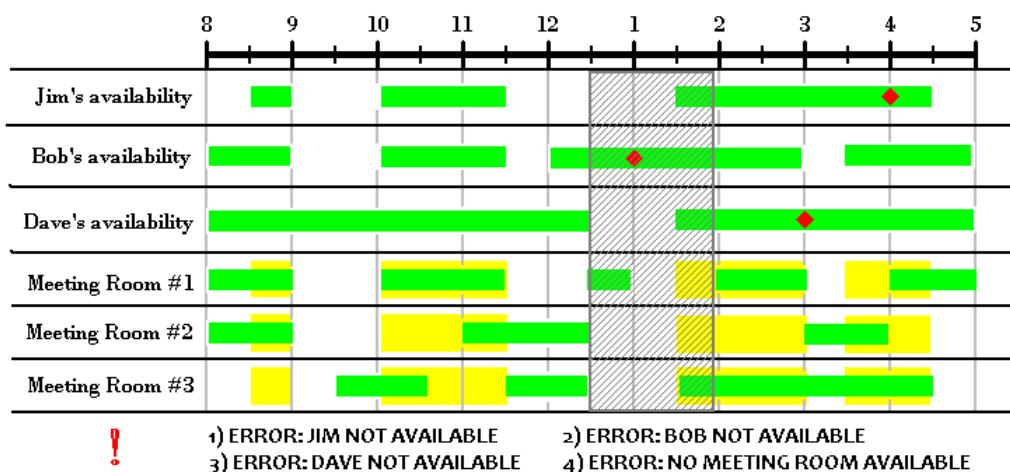 8 9 10 11 12 1 2 3 4 5
Jim's availability
Bob's availability
Dave's availability
Meeting Room #1
Meeting Room #2
Meeting Room #3
! 1) ERROR: JIM NOT AVAILABLE 2) ERROR: BOB NOT AVAILABLE
3) ERROR: DAVE NOT AVAILABLE 4) ERROR: NO MEETING ROOM AVAILABLE